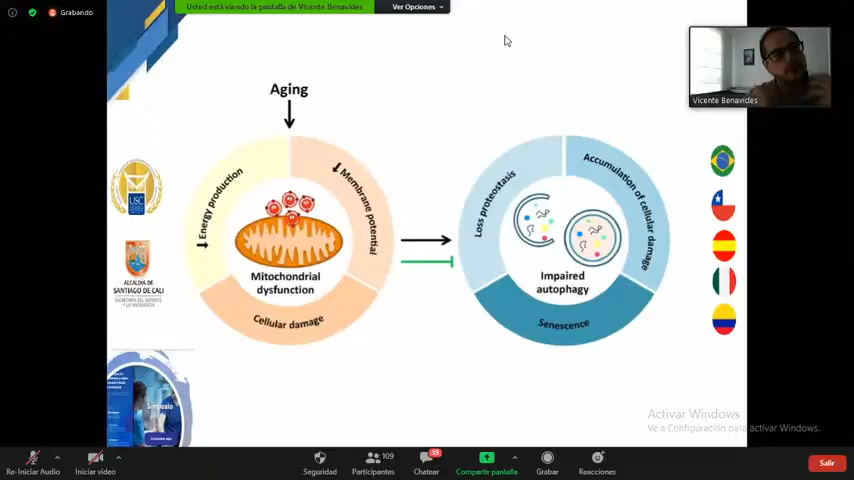 Grabando
Usted está viendo la pantalla de Vicente Benavides
Ver Opciones
Vicente Benavides
Aging
Energy production
Membrane potential
Cellular damage
Mitochondrial
dysfunction
Loss proteostasis
Accumulation of cellular damage
Senescence
Impaired
autophagy
USC
ALCALDÍA DE
SANTIAGO DE CALI
Simposio
Activar Windows
Ve a Configuración para activar Windows.
Re-Iniciar Audio
Iniciar video
Seguridad
109
Participantes
39
Chatear
Compartir pantalla
Grabar
Reacciones
Salir